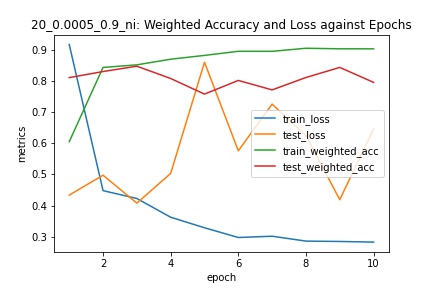 20_0.0005_0.9_ni: Weighted Accuracy and Loss against Epochs
0.9
0.8
0.7
0.6
0.5
0.4
0.3
metrics
train_loss
test_loss
train_weighted_acc
test_weighted_acc
2
4
6
8
10
epoch